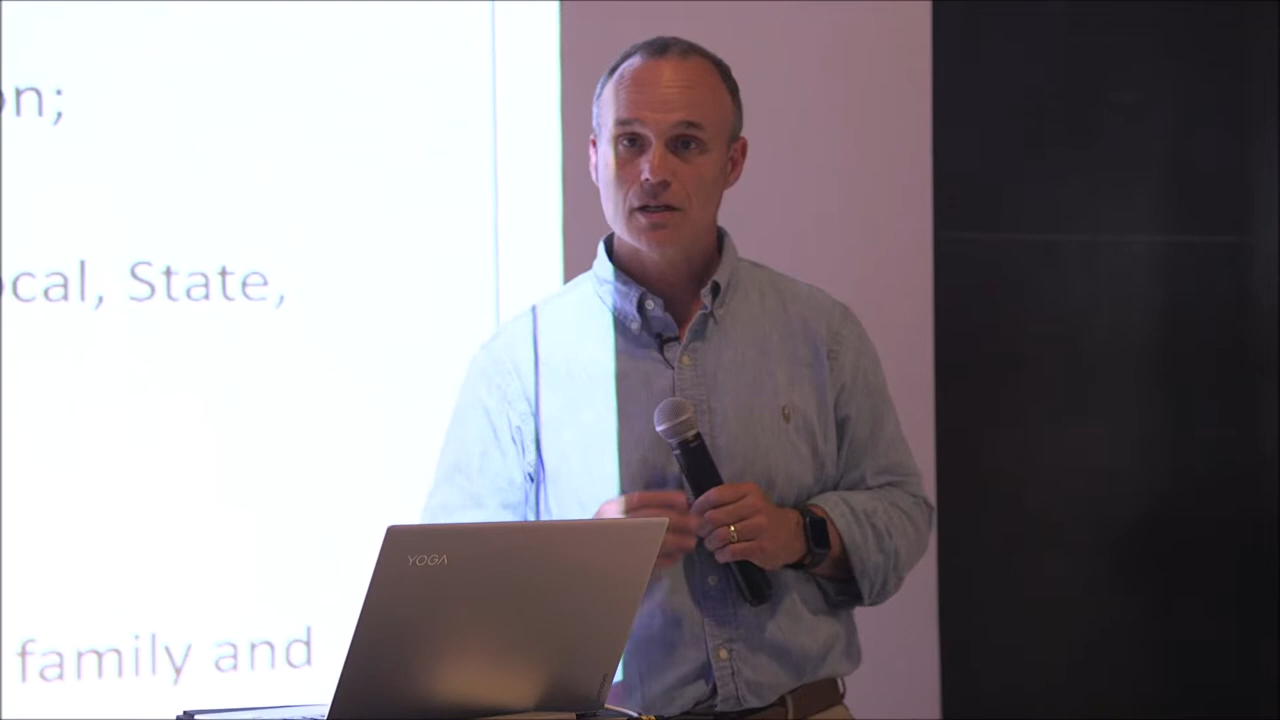 on;
ocal, State,
family and
YOGA